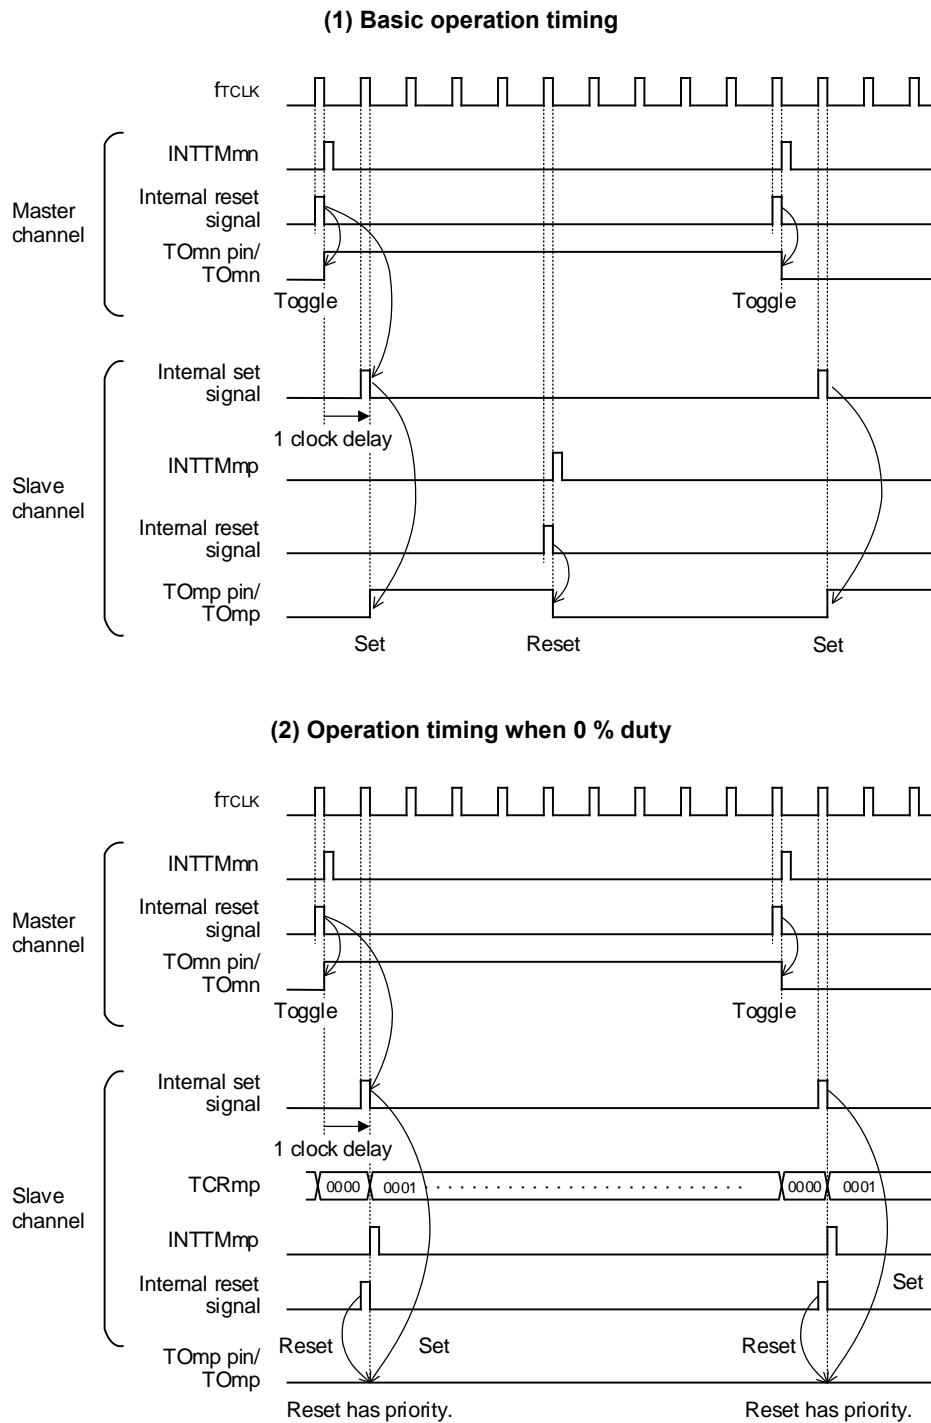 (1) Basic operation timing
fTCLK
INTTMmn
Internal reset
signal
Master
channel
TOmn pin/
TOmn
Toggle
Toggle
Internal set
signal
1 clock delay
INTTMmp
Slave
channel
Internal reset
signal
TOmp pin/
TOmp
Set
Reset
Set
(2) Operation timing when 0 % duty
fTCLK
INTTMmn
Internal reset
signal
Master
channel
TOmn pin/
TOmn
Toggle
Toggle
Internal set
signal
1 clock delay
TCRmp
0000
0001
0000
0001
Slave
channel
INTTMmp
Internal reset
signal
Set
Reset
Set
Reset
TOmp pin/
TOmp
Reset has priority.
Reset has priority.